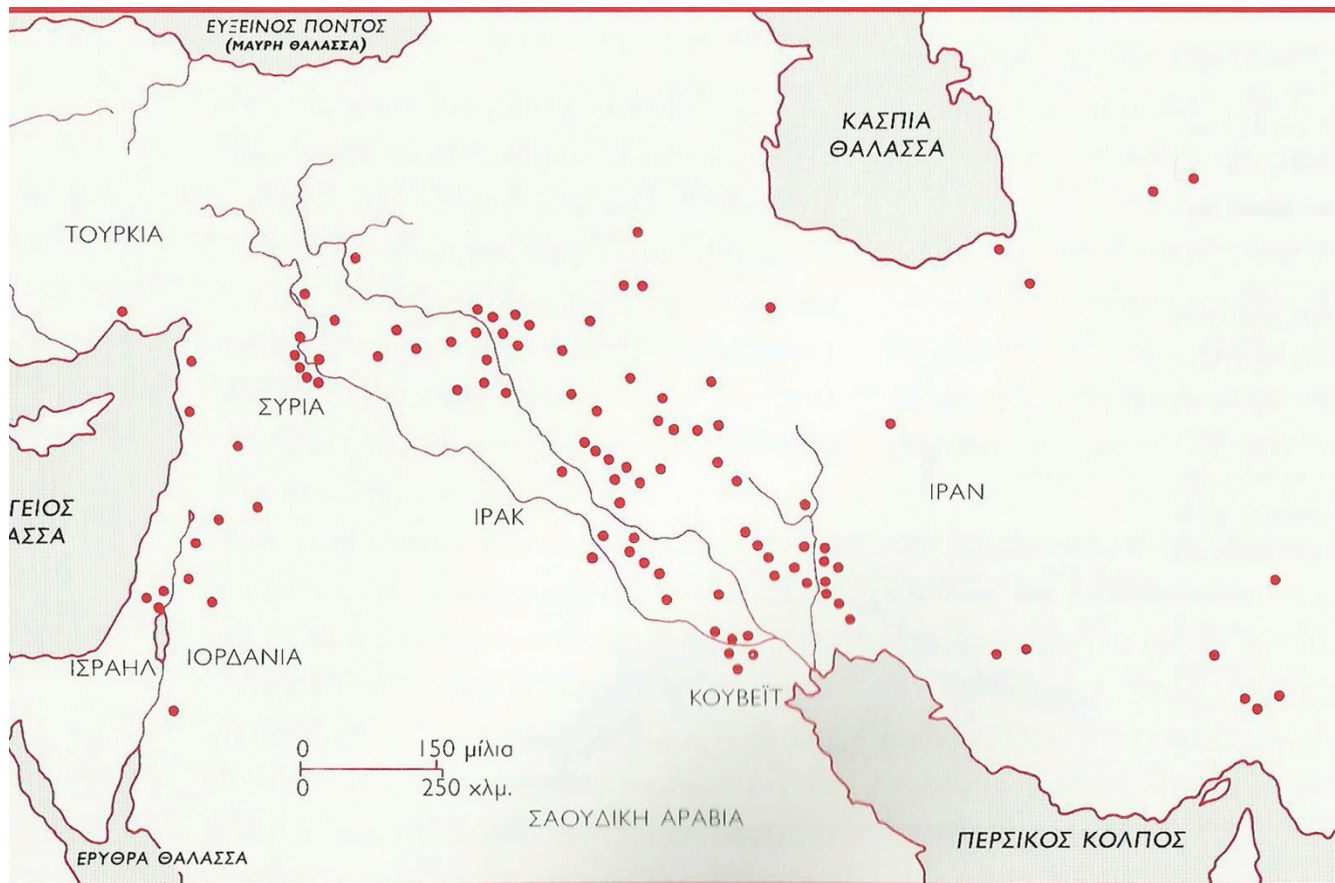 ΕΥΞΕΙΝΟΣ ΠΟΝΤΟΣ
(ΜΑΥΡΗ ΘΑΛΑΣΣΑ)
ΚΑΣΠΙΑ
ΘΑΛΑΣΣΑ
ΤΟΥΡΚΙΑ
ΣΥΡΙΑ
ΙΡΑΚ
ΙΡΑΝ
ΓΕΙΟΣ
ΑΣΣΑ
ΙΣΡΑΗΛ
ΙΟΡΔΑΝΙΑ
ΚΟΥΒΕΪΤ
0 150 μίλια
0 250 χλμ.
ΣΑΟΥΔΙΚΗ ΑΡΑΒΙΑ
ΠΕΡΣΙΚΟΣ ΚΟΛΠΟΣ
ΕΡΥΘΡΑ ΘΑΛΑΣΣΑ